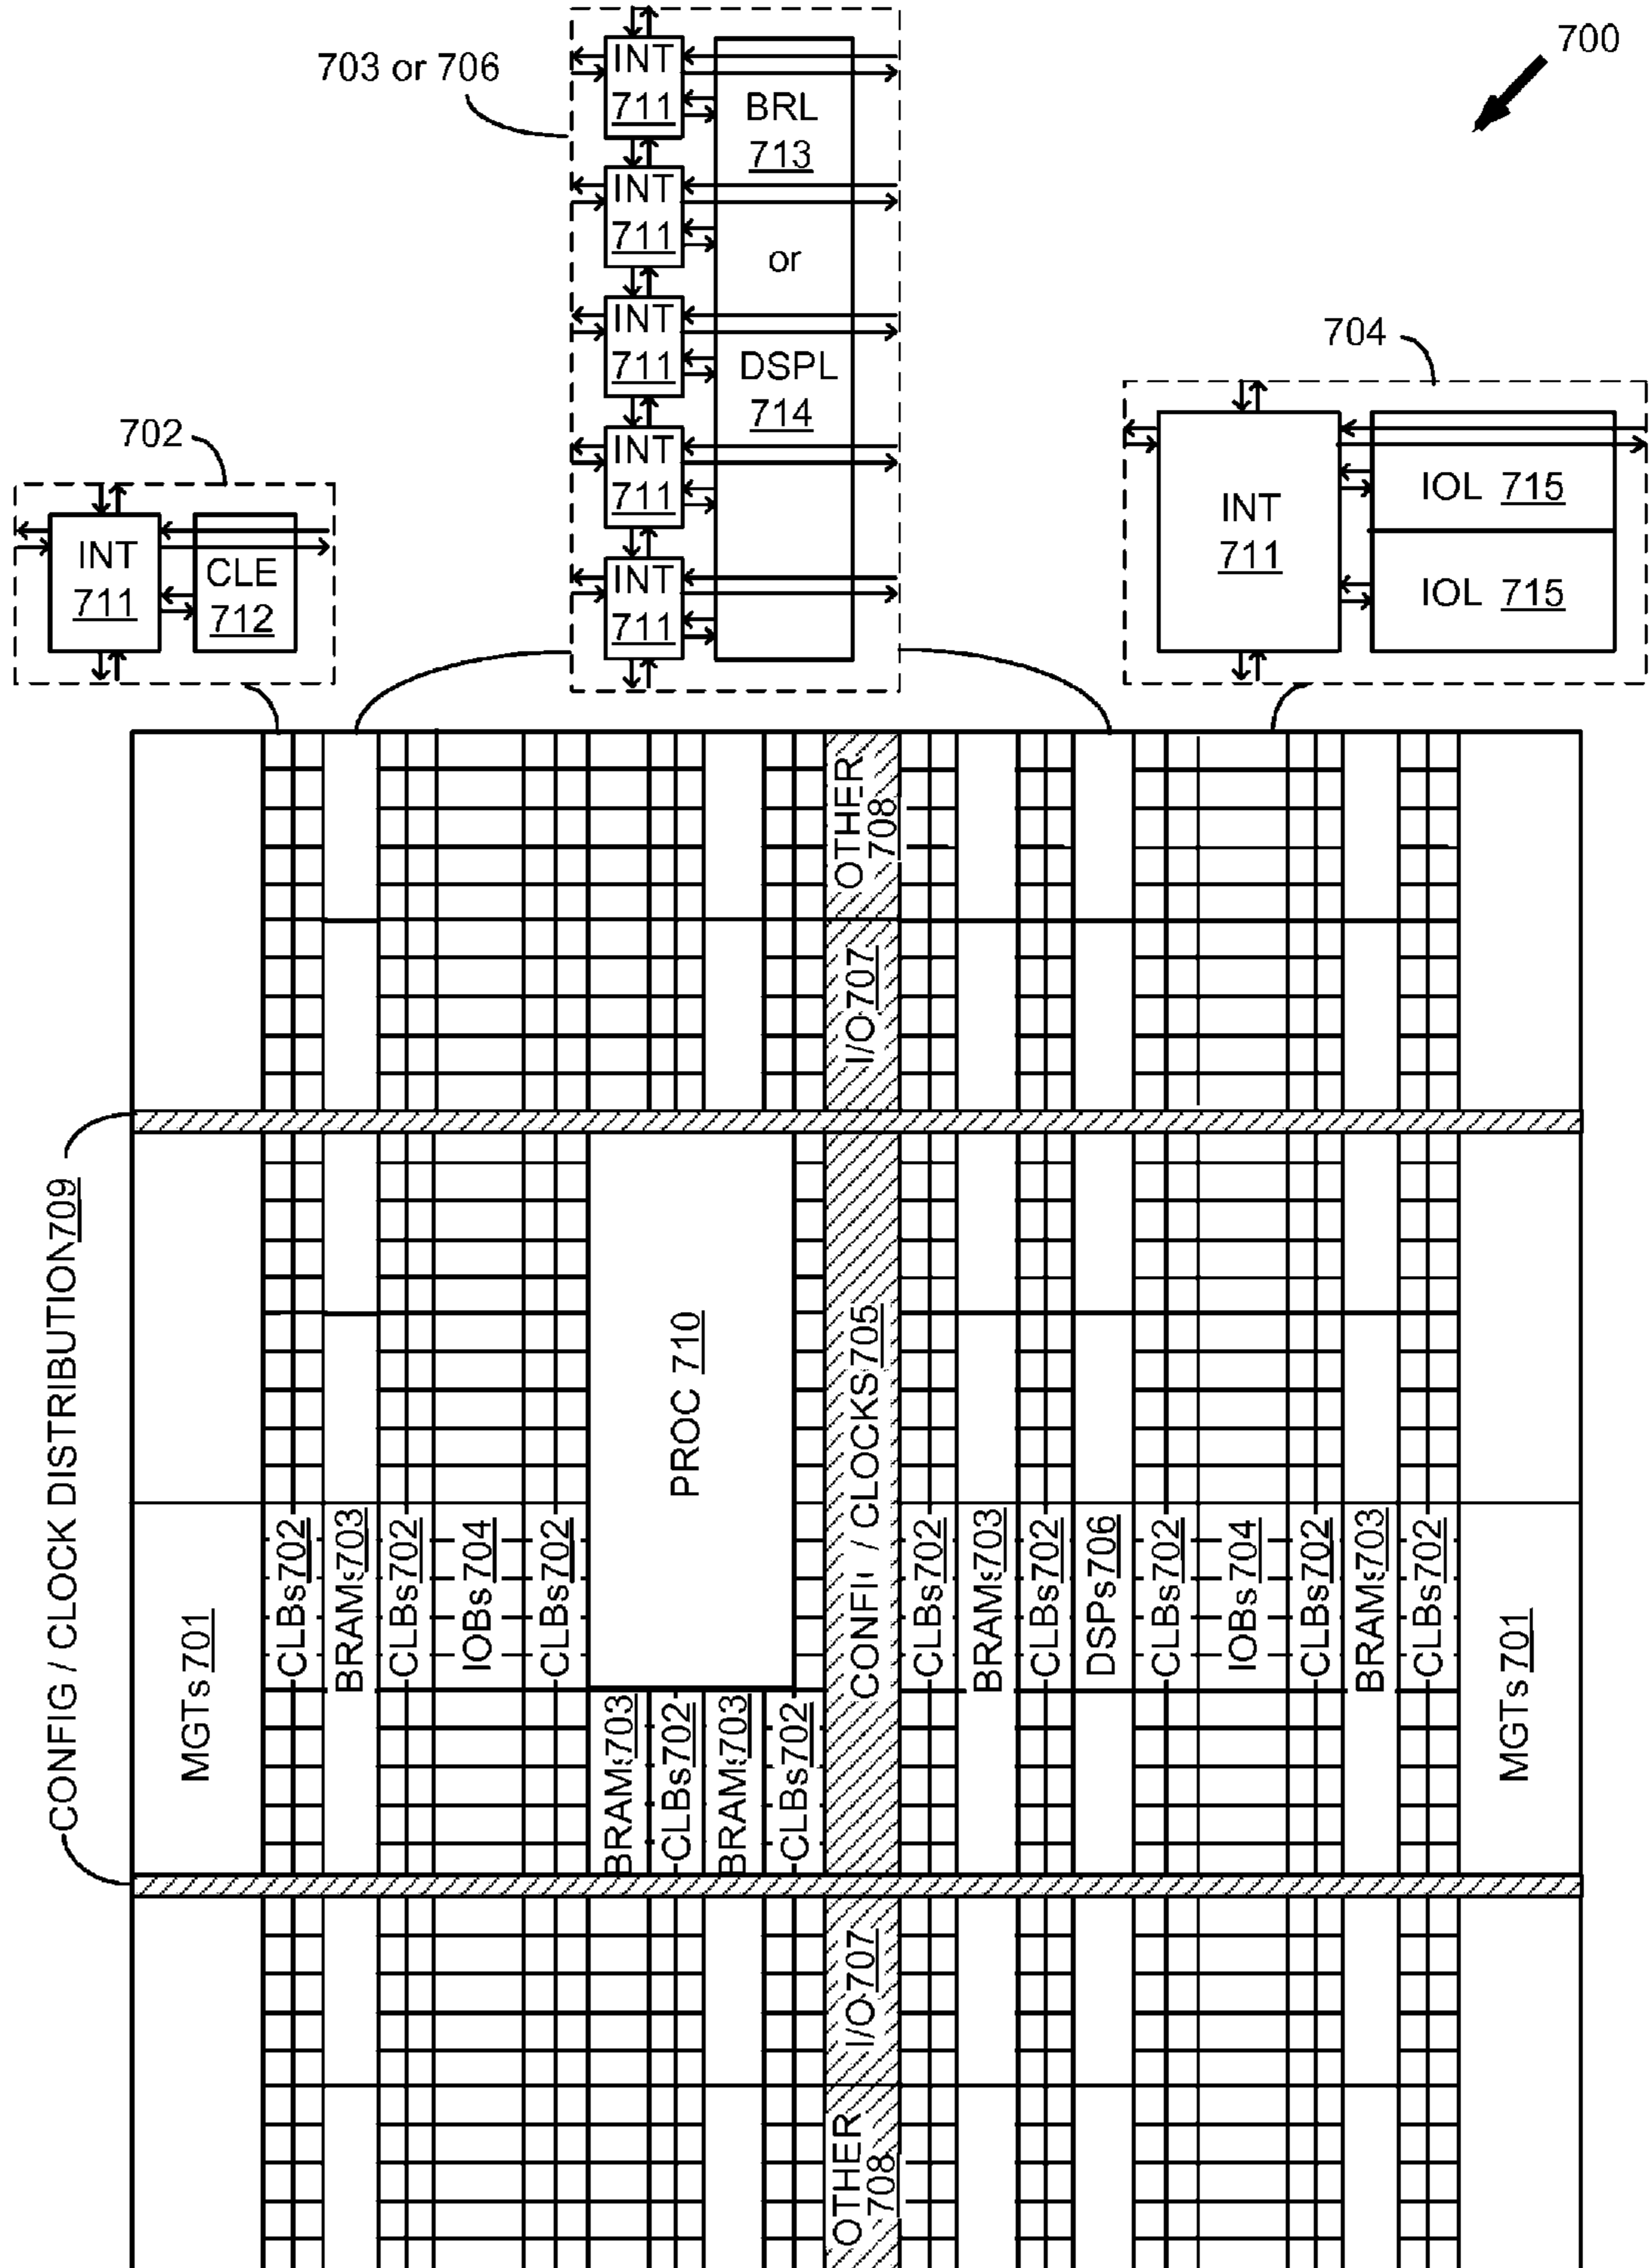 700
703 or 706
INT
711
INT
711
INT
711
INT
711
INT
711
BRL
713
or
DSPL
714
704
INT
711
IOL 715
IOL 715
702
INT
711
CLE
712
OTHER
708
I/O 707
CONFIG / CLOCK DISTRIBUTION 709
PROC 710
CONFIG / CLOCKS 705
MGTs 701
CLBs 702
BRAMs 703
CLBs 702
IOBs 704
CLBs 702
BRAMs 703
CLBs 702
BRAMs 703
CLBs 702
CLBs 702
BRAMs 703
CLBs 702
DSPs 706
CLBs 702
IOBs 704
CLBs 702
BRAMs 703
CLBs 702
MGTs 701
I/O 707
OTHER
708